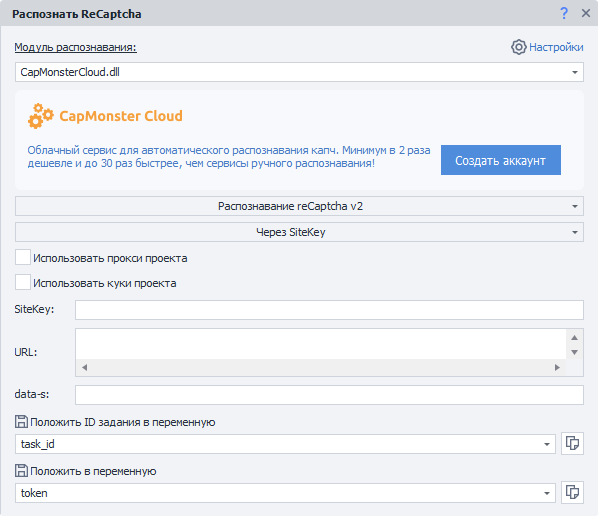 Распознать ReCaptcha
?
Модуль распознавания:
Настройки
CapMonsterCloud.dll
CapMonster Cloud
Облачный сервис для автоматического распознавания капч. Минимум в 2 раза
дешевле и до 30 раз быстрее, чем сервисы ручного распознавания!
Создать аккаунт
Распознавание reCaptcha v2
Через SiteKey
Использовать прокси проекта
Использовать куки проекта
SiteKey:
URL:
data-s:
Положить ID задания в переменную
task_id
Положить в переменную
token